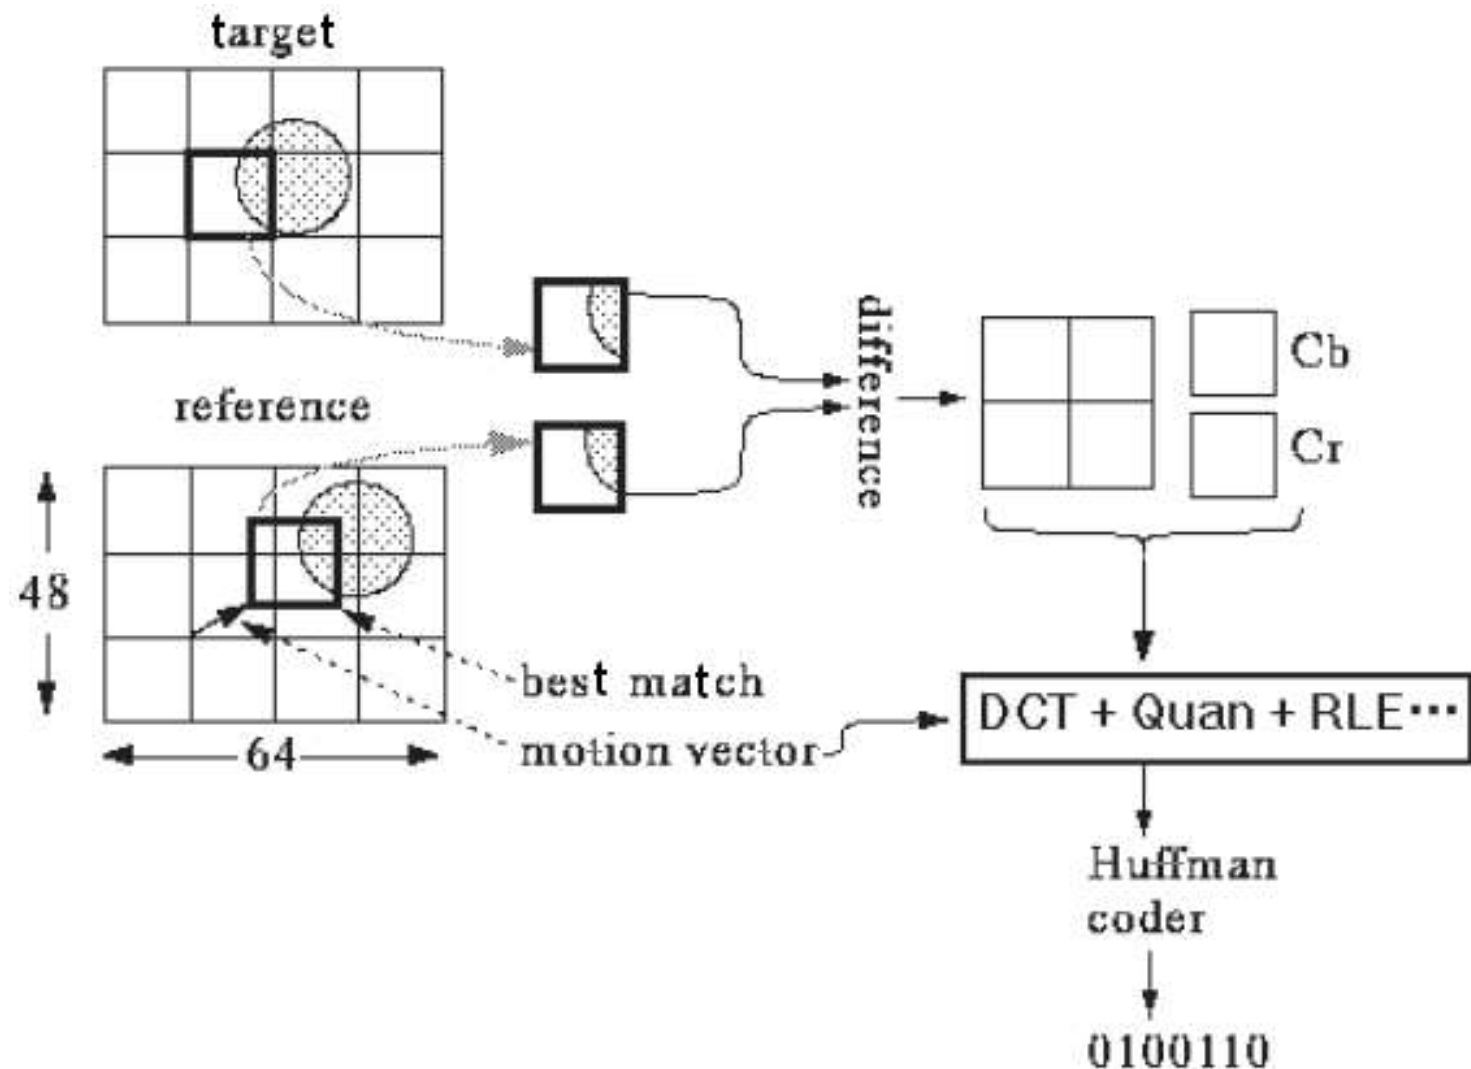 target
difference
Cb
reference
Cr
48
best match
DCT + Quan + RLE···
motion vector
64
Huffman
coder
0100110